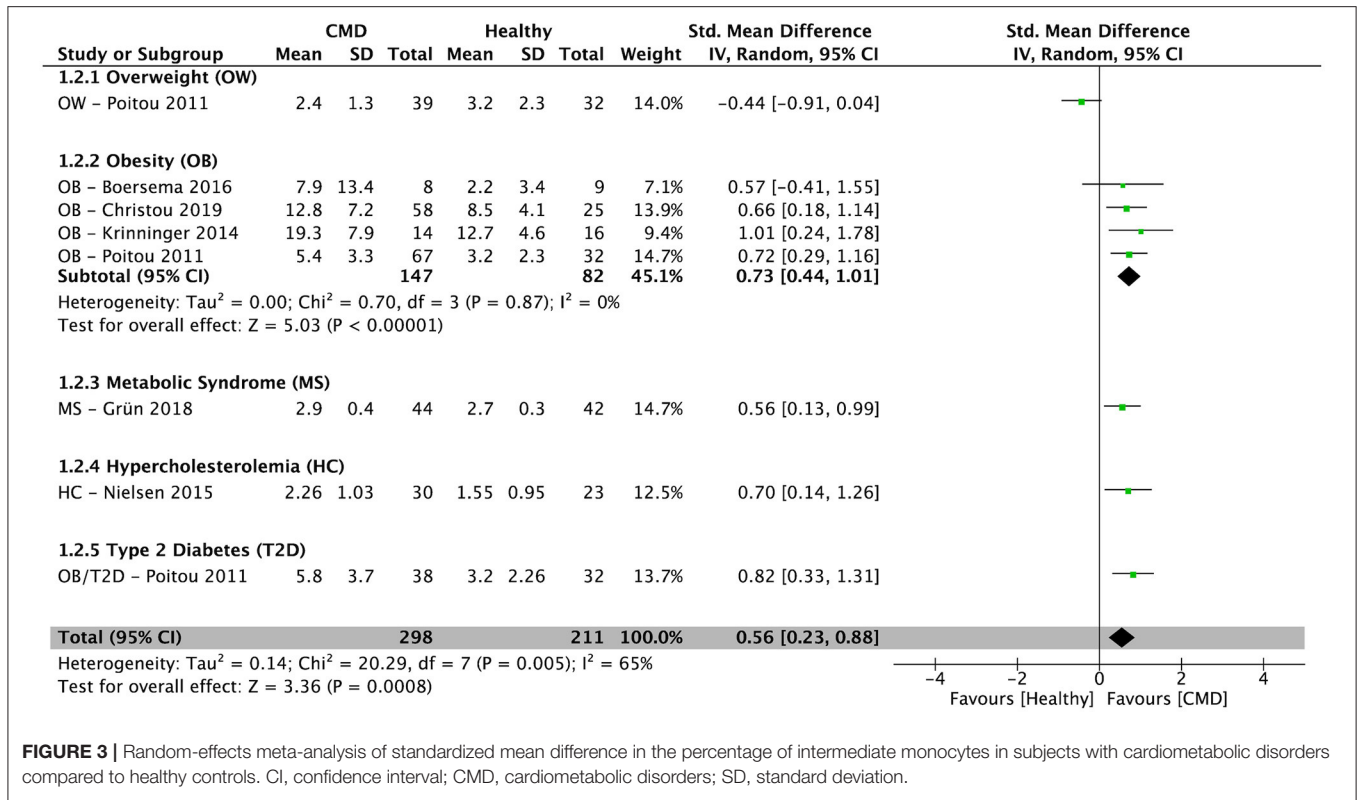 CMD Healthy Std. Mean Difference Std. Mean Difference
Study or Subgroup Mean SD Total Mean SD Total Weight IV, Random, 95% CI IV, Random, 95% CI
1.2.1 Overweight (OW)
OW – Poitou 2011 2.4 1.3 39 3.2 2.3 32 14.0% −0.44 [−0.91, 0.04]
1.2.2 Obesity (OB)
OB – Boersema 2016 7.9 13.4 8 2.2 3.4 9 7.1% 0.57 [−0.41, 1.55]
OB – Christou 2019 12.8 7.2 58 8.5 4.1 25 13.9% 0.66 [0.18, 1.14]
OB – Krinninger 2014 19.3 7.9 14 12.7 4.6 16 9.4% 1.01 [0.24, 1.78]
OB – Poitou 2011 5.4 3.3 67 3.2 2.3 32 14.7% 0.72 [0.29, 1.16]
Subtotal (95% CI) 147 82 45.1% 0.73 [0.44, 1.01]
Heterogeneity: Tau² = 0.00; Chi² = 0.70, df = 3 (P = 0.87); I² = 0%
Test for overall effect: Z = 5.03 (P < 0.00001)
1.2.3 Metabolic Syndrome (MS)
MS – Grün 2018 2.9 0.4 44 2.7 0.3 42 14.7% 0.56 [0.13, 0.99]
1.2.4 Hypercholesterolemia (HC)
HC – Nielsen 2015 2.26 1.03 30 1.55 0.95 23 12.5% 0.70 [0.14, 1.26]
1.2.5 Type 2 Diabetes (T2D)
OB/T2D – Poitou 2011 5.8 3.7 38 3.2 2.26 32 13.7% 0.82 [0.33, 1.31]
Total (95% CI) 298 211 100.0% 0.56 [0.23, 0.88]
Heterogeneity: Tau² = 0.14; Chi² = 20.29, df = 7 (P = 0.005); I² = 65%
Test for overall effect: Z = 3.36 (P = 0.0008)
−4 −2 0 2 4
Favours [Healthy] Favours [CMD]
FIGURE 3 | Random-effects meta-analysis of standardized mean difference in the percentage of intermediate monocytes in subjects with cardiometabolic disorders
compared to healthy controls. CI, confidence interval; CMD, cardiometabolic disorders; SD, standard deviation.